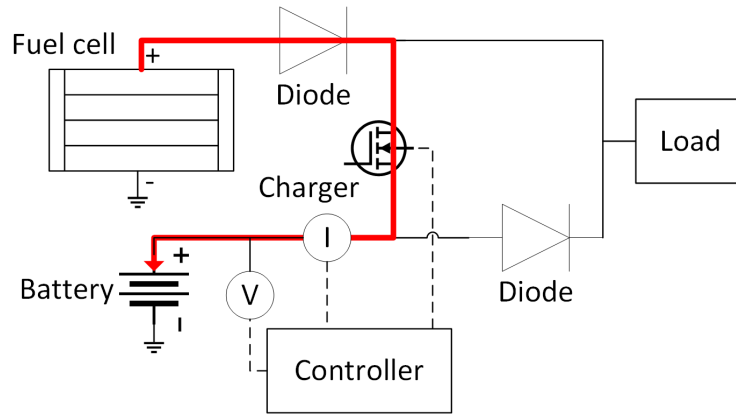 Fuel cell
+
Diode
Load
-
Charger
I
+
Battery
V
Diode
Controller